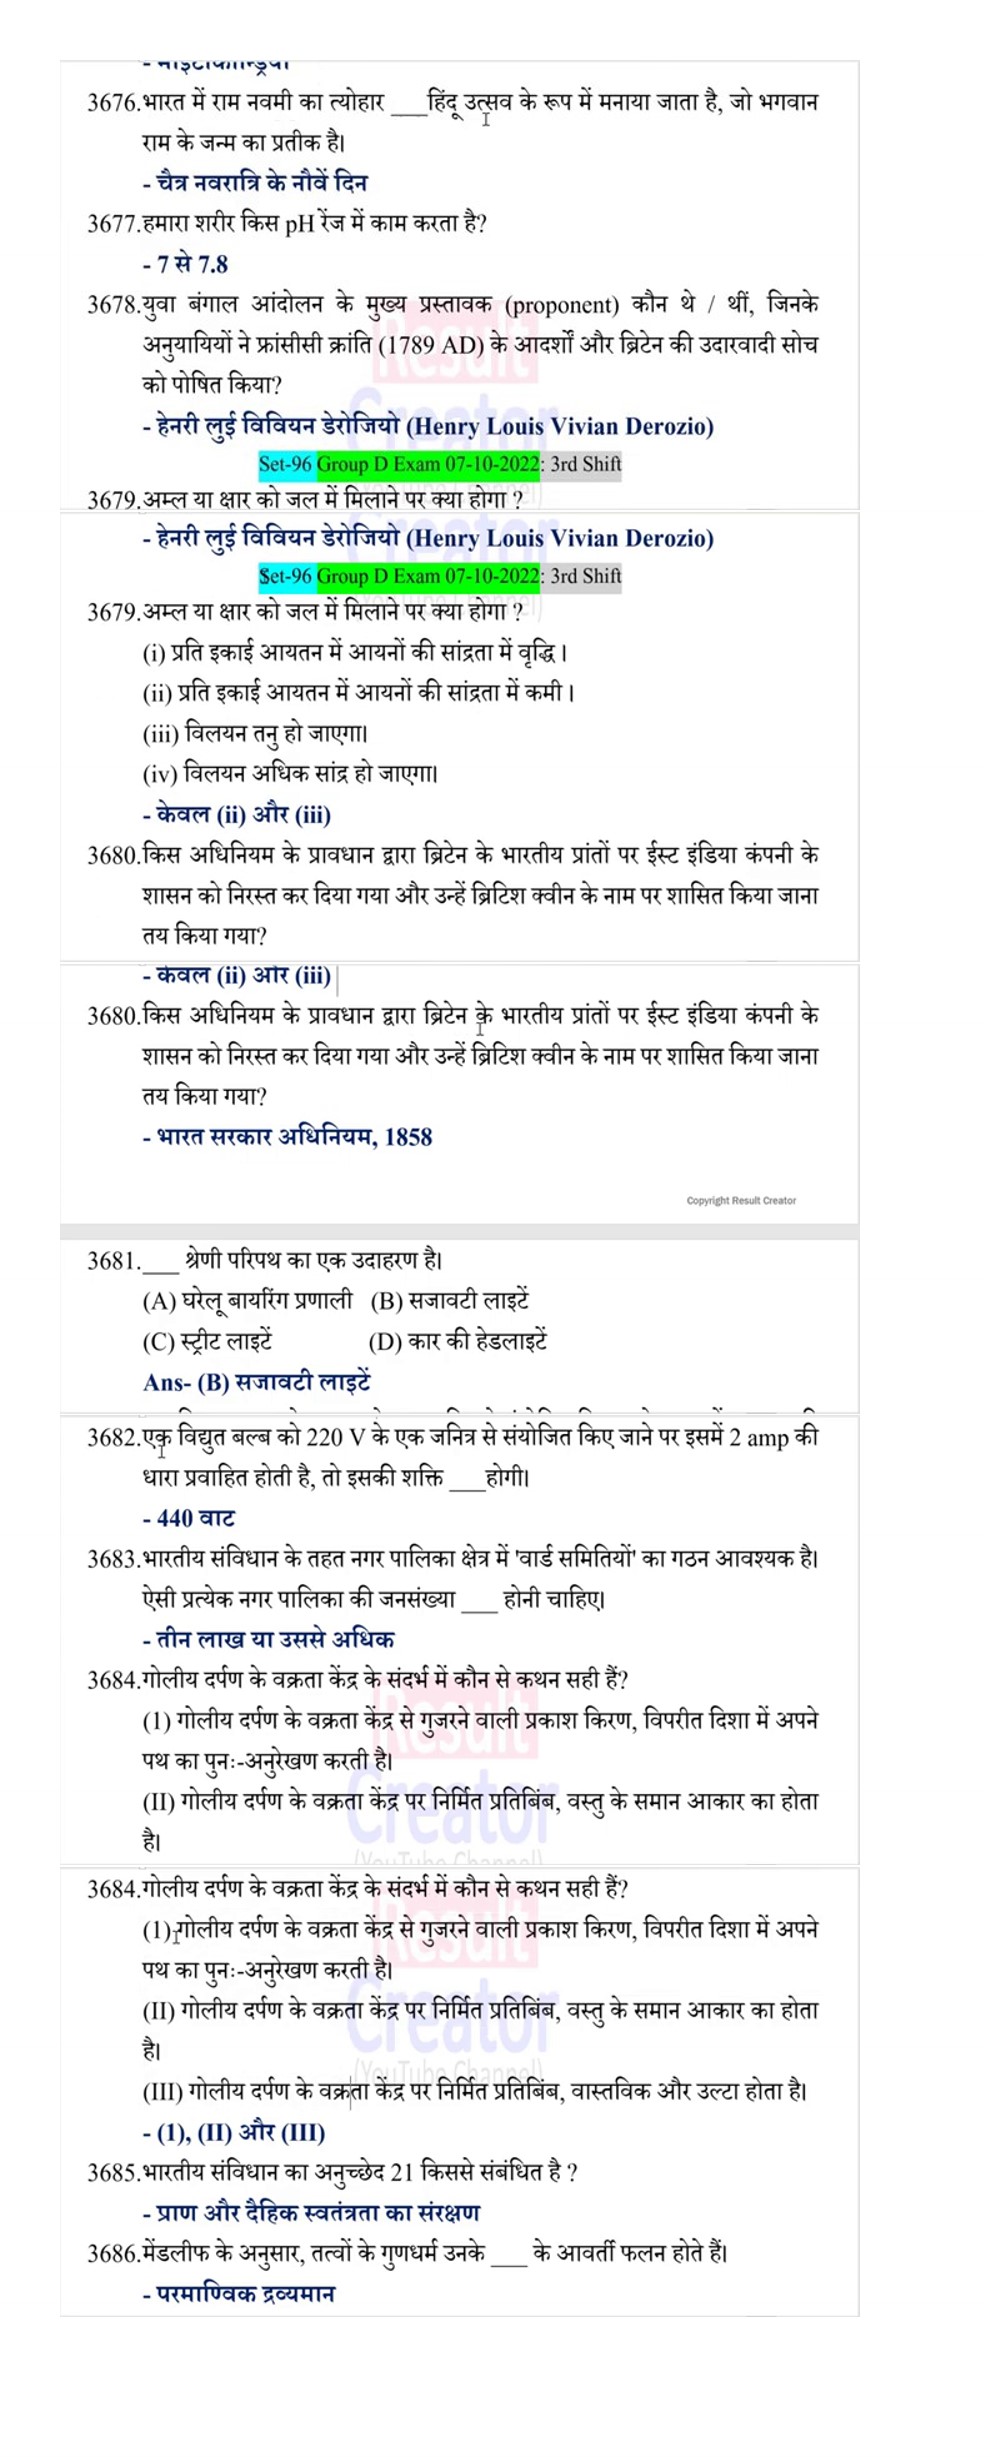 - माइटोकॉन्ड्रिया
3676.भारत में राम नवमी का त्योहार ___हिंदू उत्सव के रूप में मनाया जाता है, जो भगवान
राम के जन्म का प्रतीक है।
- चैत्र नवरात्रि के नौवें दिन
3677.हमारा शरीर किस pH रेंज में काम करता है?
- 7 से 7.8
3678.युवा बंगाल आंदोलन के मुख्य प्रस्तावक (proponent) कौन थे / थीं, जिनके
अनुयायियों ने फ्रांसीसी क्रांति (1789 AD) के आदर्शों और ब्रिटेन की उदारवादी सोच
को पोषित किया?
- हेनरी लुई विवियन डेरोजियो (Henry Louis Vivian Derozio)
Set-96 Group D Exam 07-10-2022: 3rd Shift
3679.अम्ल या क्षार को जल में मिलाने पर क्या होगा ?
- हेनरी लुई विवियन डेरोजियो (Henry Louis Vivian Derozio)
Set-96 Group D Exam 07-10-2022: 3rd Shift
3679.अम्ल या क्षार को जल में मिलाने पर क्या होगा ?
(i) प्रति इकाई आयतन में आयनों की सांद्रता में वृद्धि ।
(ii) प्रति इकाई आयतन में आयनों की सांद्रता में कमी ।
(iii) विलयन तनु हो जाएगा।
(iv) विलयन अधिक सांद्र हो जाएगा।
- केवल (ii) और (iii)
3680.किस अधिनियम के प्रावधान द्वारा ब्रिटेन के भारतीय प्रांतों पर ईस्ट इंडिया कंपनी के
शासन को निरस्त कर दिया गया और उन्हें ब्रिटिश क्वीन के नाम पर शासित किया जाना
तय किया गया?
- केवल (ii) और (iii)
3680.किस अधिनियम के प्रावधान द्वारा ब्रिटेन के भारतीय प्रांतों पर ईस्ट इंडिया कंपनी के
शासन को निरस्त कर दिया गया और उन्हें ब्रिटिश क्वीन के नाम पर शासित किया जाना
तय किया गया?
- भारत सरकार अधिनियम, 1858
Copyright Result Creator
3681.___ श्रेणी परिपथ का एक उदाहरण है।
(A) घरेलू बायरिंग प्रणाली (B) सजावटी लाइटें
(C) स्ट्रीट लाइटें (D) कार की हेडलाइटें
Ans- (B) सजावटी लाइटें
3682.एक विद्युत बल्ब को 220 V के एक जनित्र से संयोजित किए जाने पर इसमें 2 amp की
धारा प्रवाहित होती है, तो इसकी शक्ति ___होगी।
- 440 वाट
3683.भारतीय संविधान के तहत नगर पालिका क्षेत्र में 'वार्ड समितियों' का गठन आवश्यक है।
ऐसी प्रत्येक नगर पालिका की जनसंख्या ___ होनी चाहिए।
- तीन लाख या उससे अधिक
3684.गोलीय दर्पण के वक्रता केंद्र के संदर्भ में कौन से कथन सही हैं?
(1) गोलीय दर्पण के वक्रता केंद्र से गुजरने वाली प्रकाश किरण, विपरीत दिशा में अपने
पथ का पुनः-अनुरेखण करती है।
(II) गोलीय दर्पण के वक्रता केंद्र पर निर्मित प्रतिबिंब, वस्तु के समान आकार का होता
है।
3684.गोलीय दर्पण के वक्रता केंद्र के संदर्भ में कौन से कथन सही हैं?
(1) गोलीय दर्पण के वक्रता केंद्र से गुजरने वाली प्रकाश किरण, विपरीत दिशा में अपने
पथ का पुनः-अनुरेखण करती है।
(II) गोलीय दर्पण के वक्रता केंद्र पर निर्मित प्रतिबिंब, वस्तु के समान आकार का होता
है।
(III) गोलीय दर्पण के वक्रता केंद्र पर निर्मित प्रतिबिंब, वास्तविक और उल्टा होता है।
- (1), (II) और (III)
3685.भारतीय संविधान का अनुच्छेद 21 किससे संबंधित है ?
- प्राण और दैहिक स्वतंत्रता का संरक्षण
3686.मेंडलीफ के अनुसार, तत्वों के गुणधर्म उनके ___ के आवर्ती फलन होते हैं।
- परमाण्विक द्रव्यमान